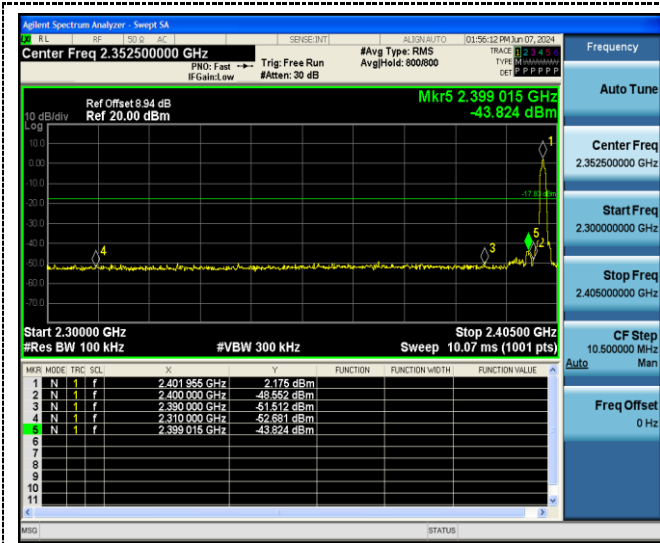 Agilent Spectrum Analyzer - Swept SA
RL RF 50 Ω AC SENSE:INT ALIGN AUTO 01:56:12 PM Jun 07, 2024
Center Freq 2.352500000 GHz #Avg Type: RMS TRACE 1 2 3 4 5 6
PNO: Fast Trig: Free Run Avg|Hold: 800/800 TYPE M
IFGain:Low #Atten: 30 dB DET P P P P P P
Mkr5 2.399 015 GHz
-43.824 dBm
Ref Offset 8.94 dB
10 dB/div Ref 20.00 dBm
Log
10.0
0.00
-10.0
-20.0
-30.0
-40.0
-50.0
-60.0
-70.0
-17.82 dBm
1
5
2
3
4
Start 2.30000 GHz Stop 2.40500 GHz
#Res BW 100 kHz #VBW 300 kHz Sweep 10.07 ms (1001 pts)
MKR MODE TRC SCL X Y FUNCTION FUNCTION WIDTH FUNCTION VALUE
1 N 1 f 2.401 955 GHz 2.175 dBm
2 N 1 f 2.400 000 GHz -48.552 dBm
3 N 1 f 2.390 000 GHz -51.512 dBm
4 N 1 f 2.310 000 GHz -52.681 dBm
5 N 1 f 2.399 015 GHz -43.824 dBm
6
7
8
9
10
11
MSG STATUS
Frequency
Auto Tune
Center Freq
2.352500000 GHz
Start Freq
2.300000000 GHz
Stop Freq
2.405000000 GHz
CF Step
10.500000 MHz
Auto Man
Freq Offset
0 Hz